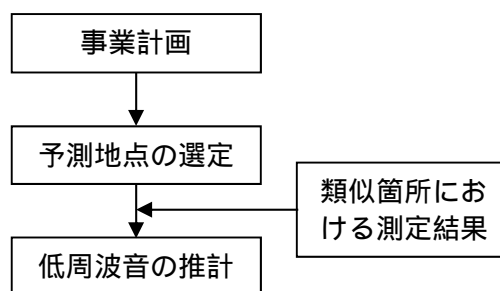 事業計画
予測地点の選定
類似箇所にお
ける測定結果
低周波音の推計